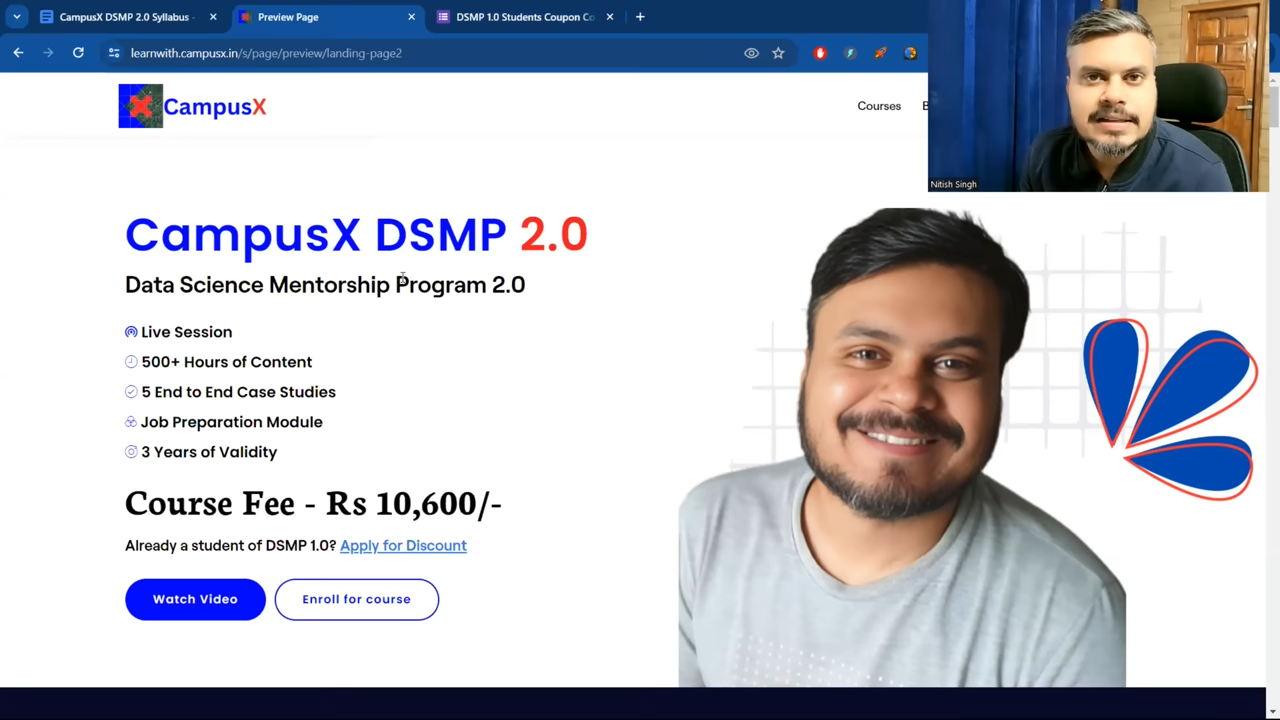 CampusX DSMP 2.0 Syllabus -
Preview Page
DSMP 1.0 Students Coupon Co
learnwith.campusx.in/s/page/preview/landing-page2
CampusX
Courses
Nitish Singh
CampusX DSMP 2.0
Data Science Mentorship Program 2.0
Live Session
500+ Hours of Content
5 End to End Case Studies
Job Preparation Module
3 Years of Validity
Course Fee - Rs 10,600/-
Already a student of DSMP 1.0? Apply for Discount
Watch Video
Enroll for course